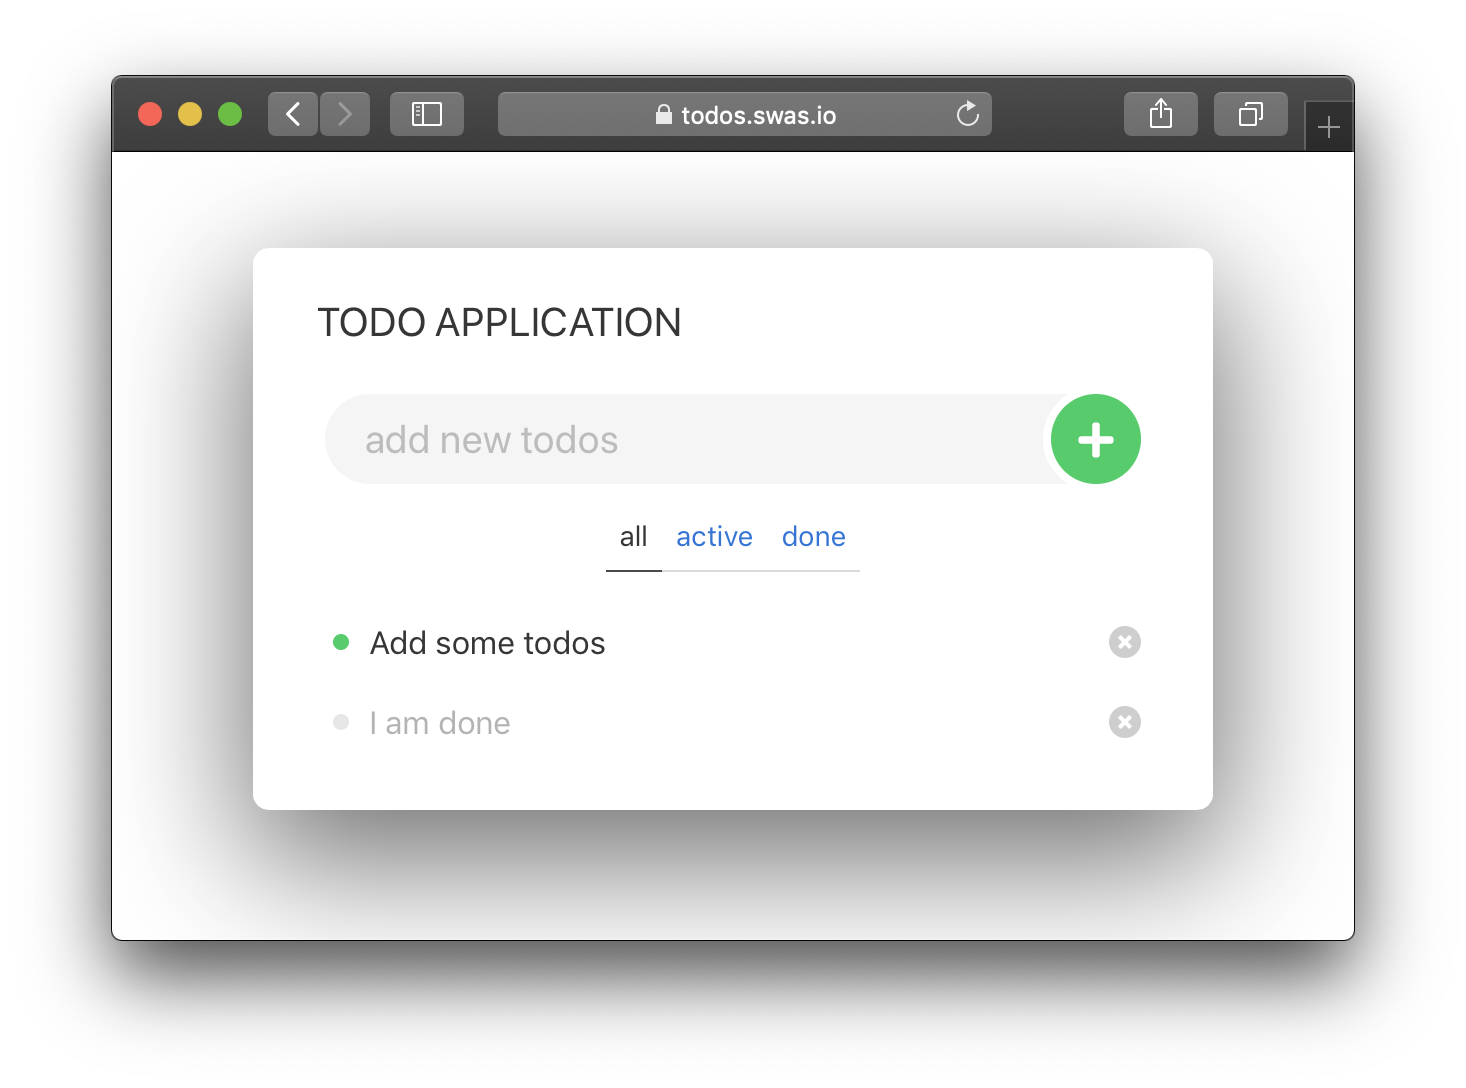 todos.swas.io
TODO APPLICATION
add new todos
all active done
Add some todos
I am done